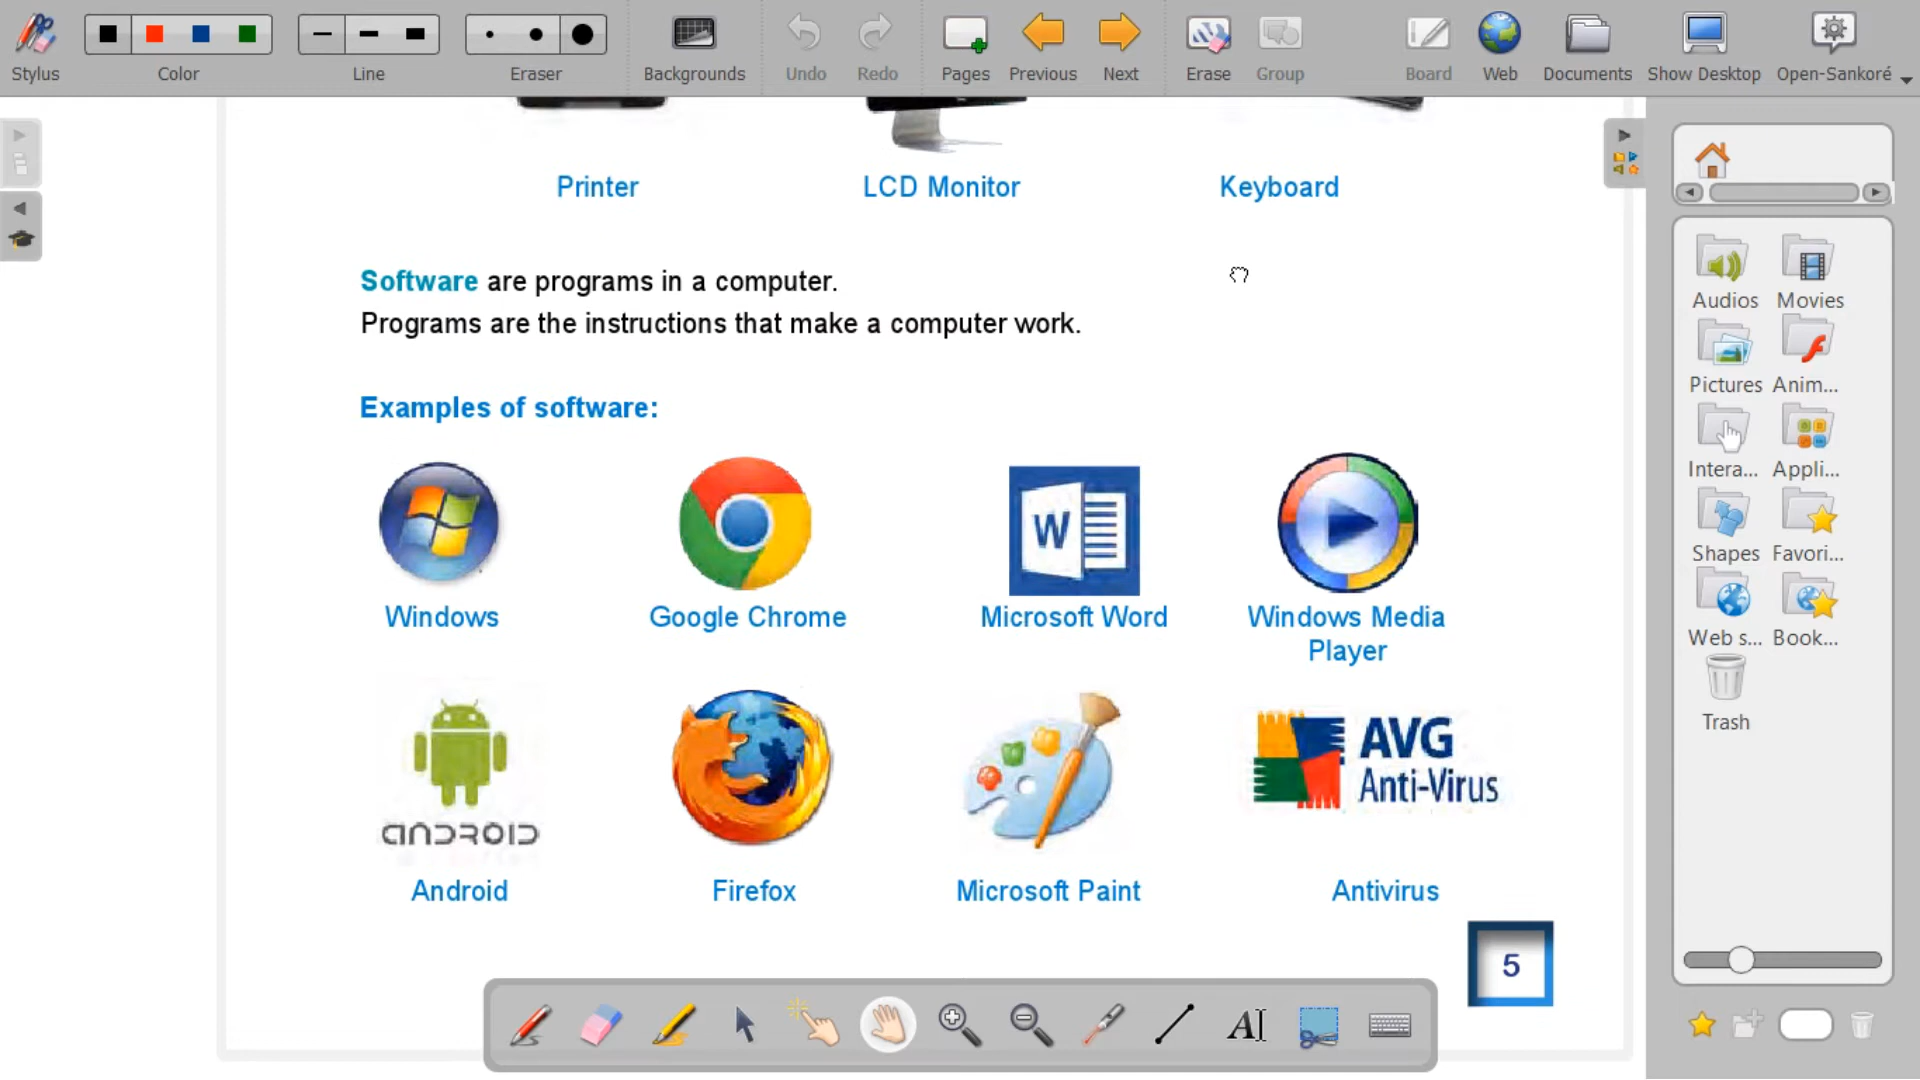 Stylus
Color
Line
Eraser
Backgrounds
Undo
Redo
Pages
Previous
Next
Erase
Group
Board
Web
Documents
Show Desktop
Open-Sankoré
Printer
LCD Monitor
Keyboard
Software are programs in a computer.
Programs are the instructions that make a computer work.
Examples of software:
W
Windows
Google Chrome
Microsoft Word
Windows Media
Player
ANDROID
AVG
Anti-Virus
Android
Firefox
Microsoft Paint
Antivirus
5
AI
Audios
Movies
Pictures
Anim...
Intera...
Appli...
Shapes
Favori...
Web s...
Book...
Trash